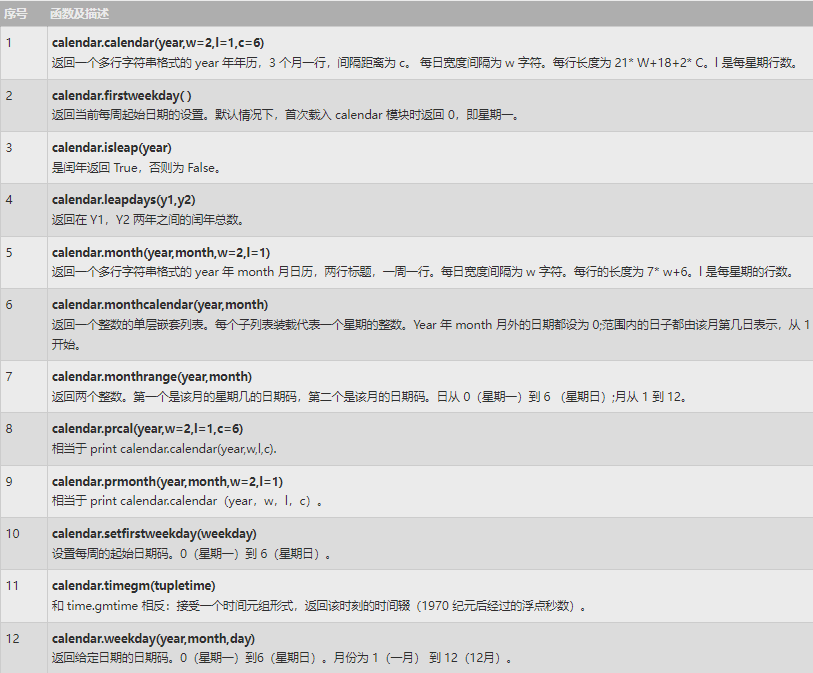 序号 函数及描述
1 calendar.calendar(year,w=2,l=1,c=6)
返回一个多行字符串格式的 year 年年历，3 个月一行，间隔距离为 c。 每日宽度间隔为 w 字符。每行长度为 21* W+18+2* C。l 是每星期行数。
2 calendar.firstweekday( )
返回当前每周起始日期的设置。默认情况下，首次载入 calendar 模块时返回 0，即星期一。
3 calendar.isleap(year)
是闰年返回 True，否则为 False。
4 calendar.leapdays(y1,y2)
返回在 Y1，Y2 两年之间的闰年总数。
5 calendar.month(year,month,w=2,l=1)
返回一个多行字符串格式的 year 年 month 月日历，两行标题，一周一行。每日宽度间隔为 w 字符。每行的长度为 7* w+6。l 是每星期的行数。
6 calendar.monthcalendar(year,month)
返回一个整数的单层嵌套列表。每个子列表装载代表一个星期的整数。Year 年 month 月外的日期都设为 0;范围内的日子都由该月第几日表示，从 1
开始。
7 calendar.monthrange(year,month)
返回两个整数。第一个是该月的星期几的日期码，第二个是该月的日期码。日从 0（星期一）到 6 （星期日）;月从 1 到 12。
8 calendar.prcal(year,w=2,l=1,c=6)
相当于 print calendar.calendar(year,w,l,c).
9 calendar.prmonth(year,month,w=2,l=1)
相当于 print calendar.calendar（year，w，l，c）。
10 calendar.setfirstweekday(weekday)
设置每周的起始日期码。0（星期一）到 6（星期日）。
11 calendar.timegm(tupletime)
和 time.gmtime 相反：接受一个时间元组形式，返回该时刻的时间辍（1970 纪元后经过的浮点秒数）。
12 calendar.weekday(year,month,day)
返回给定日期的日期码。0（星期一）到6（星期日）。月份为 1（一月） 到 12（12月）。